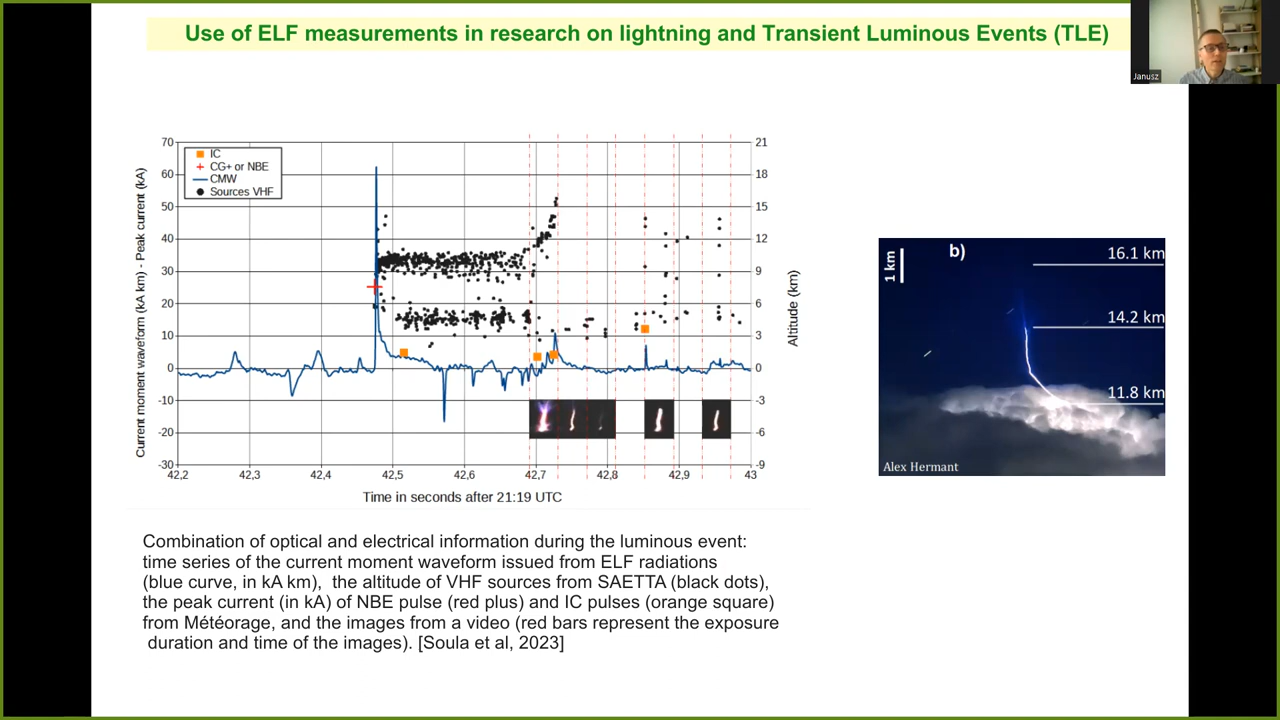 Use of ELF measurements in research on lightning and Transient Luminous Events (TLE)
Janusz
IC
CG+ or NBE
CMW
Sources VHF
Current moment waveform (kA km) - Peak current (kA)
70
60
50
40
30
20
10
0
-10
-20
-30
21
18
15
12
9
6
3
0
-3
-6
-9
Altitude (km)
42,2 42,3 42,4 42,5 42,6 42,7 42,8 42,9 43
Time in seconds after 21:19 UTC
1 km
b)
16.1 km
14.2 km
11.8 km
Alex Hermant
Combination of optical and electrical information during the luminous event:
time series of the current moment waveform issued from ELF radiations
(blue curve, in kA km), the altitude of VHF sources from SAETTA (black dots),
the peak current (in kA) of NBE pulse (red plus) and IC pulses (orange square)
from Météorage, and the images from a video (red bars represent the exposure
duration and time of the images). [Soula et al, 2023]